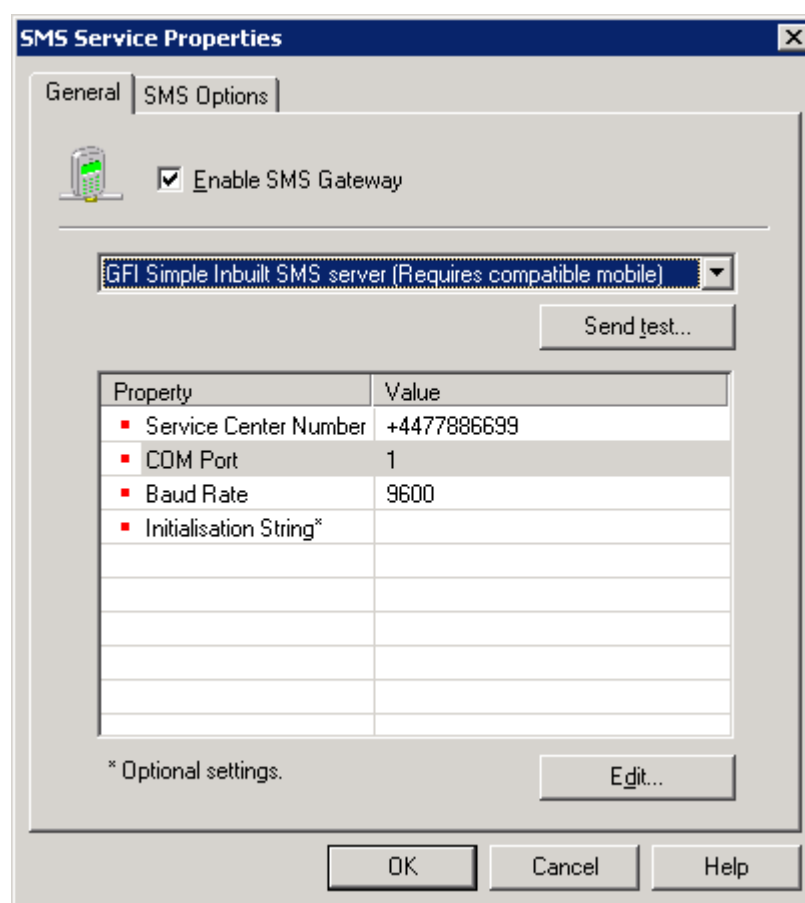 SMS Service Properties
General SMS Options
Enable SMS Gateway
GFI Simple Inbuilt SMS server (Requires compatible mobile)
Send test...
Property Value
Service Center Number +4477886699
COM Port 1
Baud Rate 9600
Initialisation String*
* Optional settings.
Edit...
OK Cancel Help